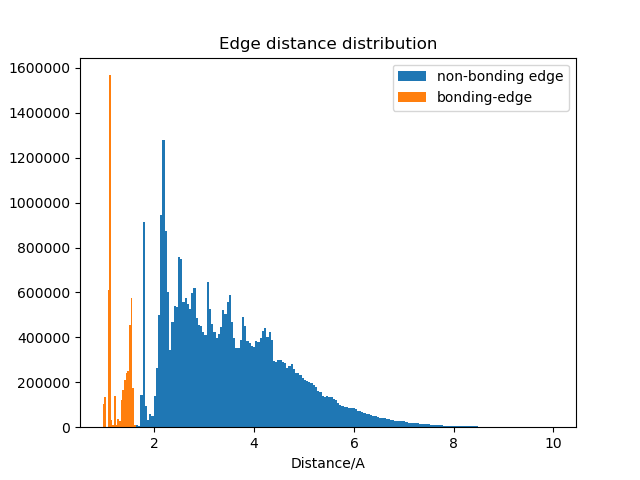 Edge distance distribution
non-bonding edge
bonding-edge
1600000
1400000
1200000
1000000
800000
600000
400000
200000
0
2 4 6 8 10
Distance/A